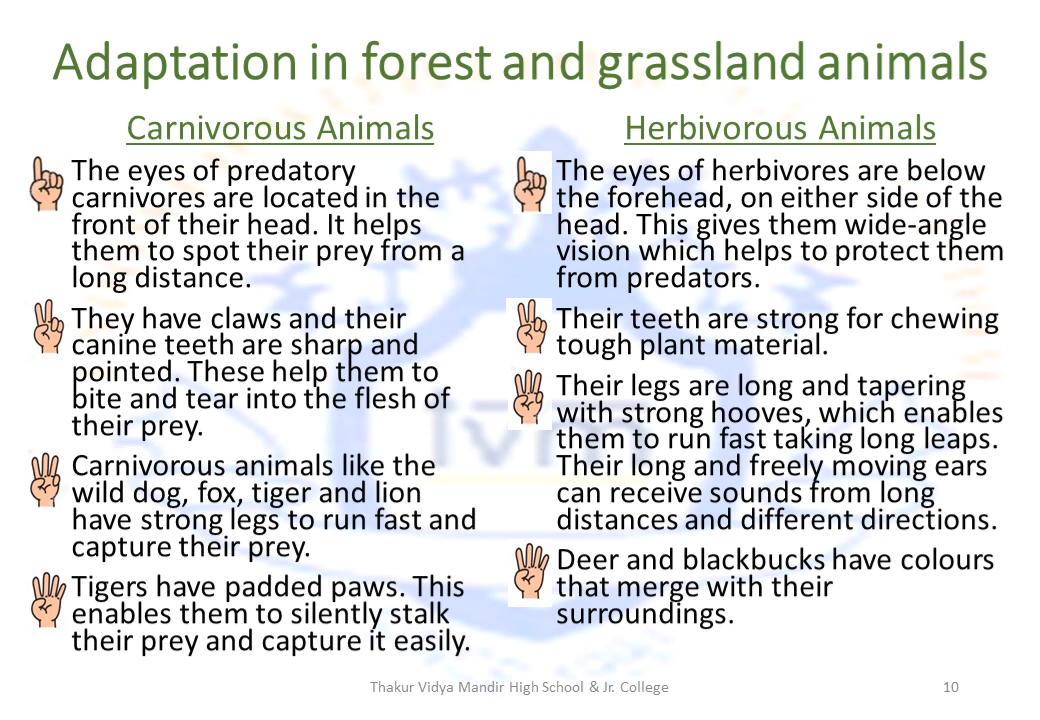 Adaptation in forest and grassland animals
Carnivorous Animals
The eyes of predatory
carnivores are located in the
front of their head. It helps
them to spot their prey from a
long distance.
They have claws and their
canine teeth are sharp and
pointed. These help them to
bite and tear into the flesh of
their prey.
Carnivorous animals like the
wild dog, fox, tiger and lion
have strong legs to run fast and
capture their prey.
Tigers have padded paws. This
enables them to silently stalk
their prey and capture it easily.
Herbivorous Animals
The eyes of herbivores are below
the forehead, on either side of the
head. This gives them wide-angle
vision which helps to protect them
from predators.
Their teeth are strong for chewing
tough plant material.
Their legs are long and tapering
with strong hooves, which enables
them to run fast taking long leaps.
Their long and freely moving ears
can receive sounds from long
distances and different directions.
Deer and blackbucks have colours
that merge with their
surroundings.
tvm
Thakur Vidya Mandir High School & Jr. College
10